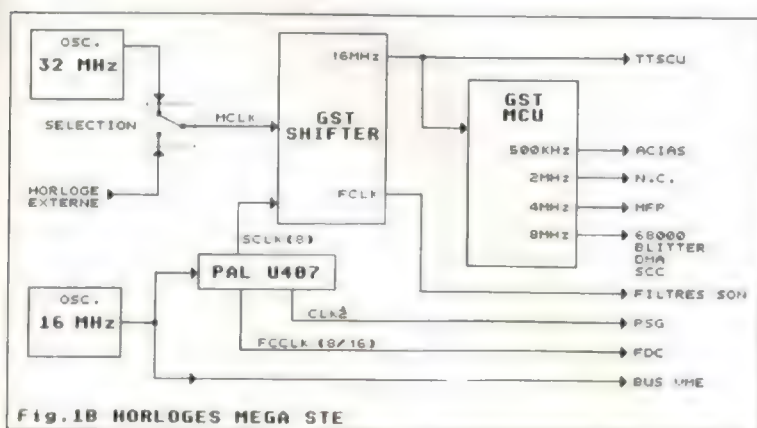 OSC.
32 MHz
SELECTION
HORLOGE
EXTERNE
MCLK
16MHz
GST
SHIFTER
FCLK
SCLK(8)
PAL U407
OSC.
16 MHz
CLK2
FCCLK(8/16)
GST
MCU
500KHz
2MHz
4MHz
8MHz
TTSCU
ACIAS
N.C.
MFP
68000
BLITTER
DMA
SCC
FILTRES SON
PSG
FDC
BUS VME
Fig.1B HORLOGES MEGA STE